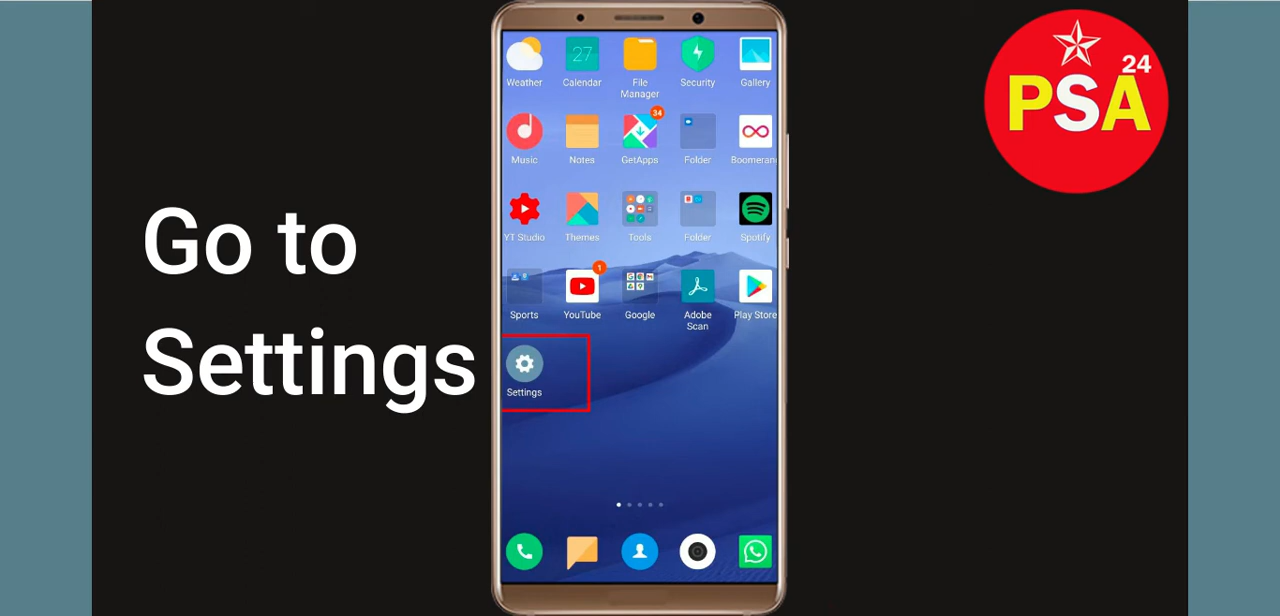 Go to
Settings
Weather
Calendar
File
Manager
Security
Gallery
27
Music
Notes
GetApps
Folder
Boomeran
34
YT Studio
Themes
Tools
Folder
Spotify
Sports
YouTube
Google
Adobe
Scan
Play Store
1
Settings
24
PSA